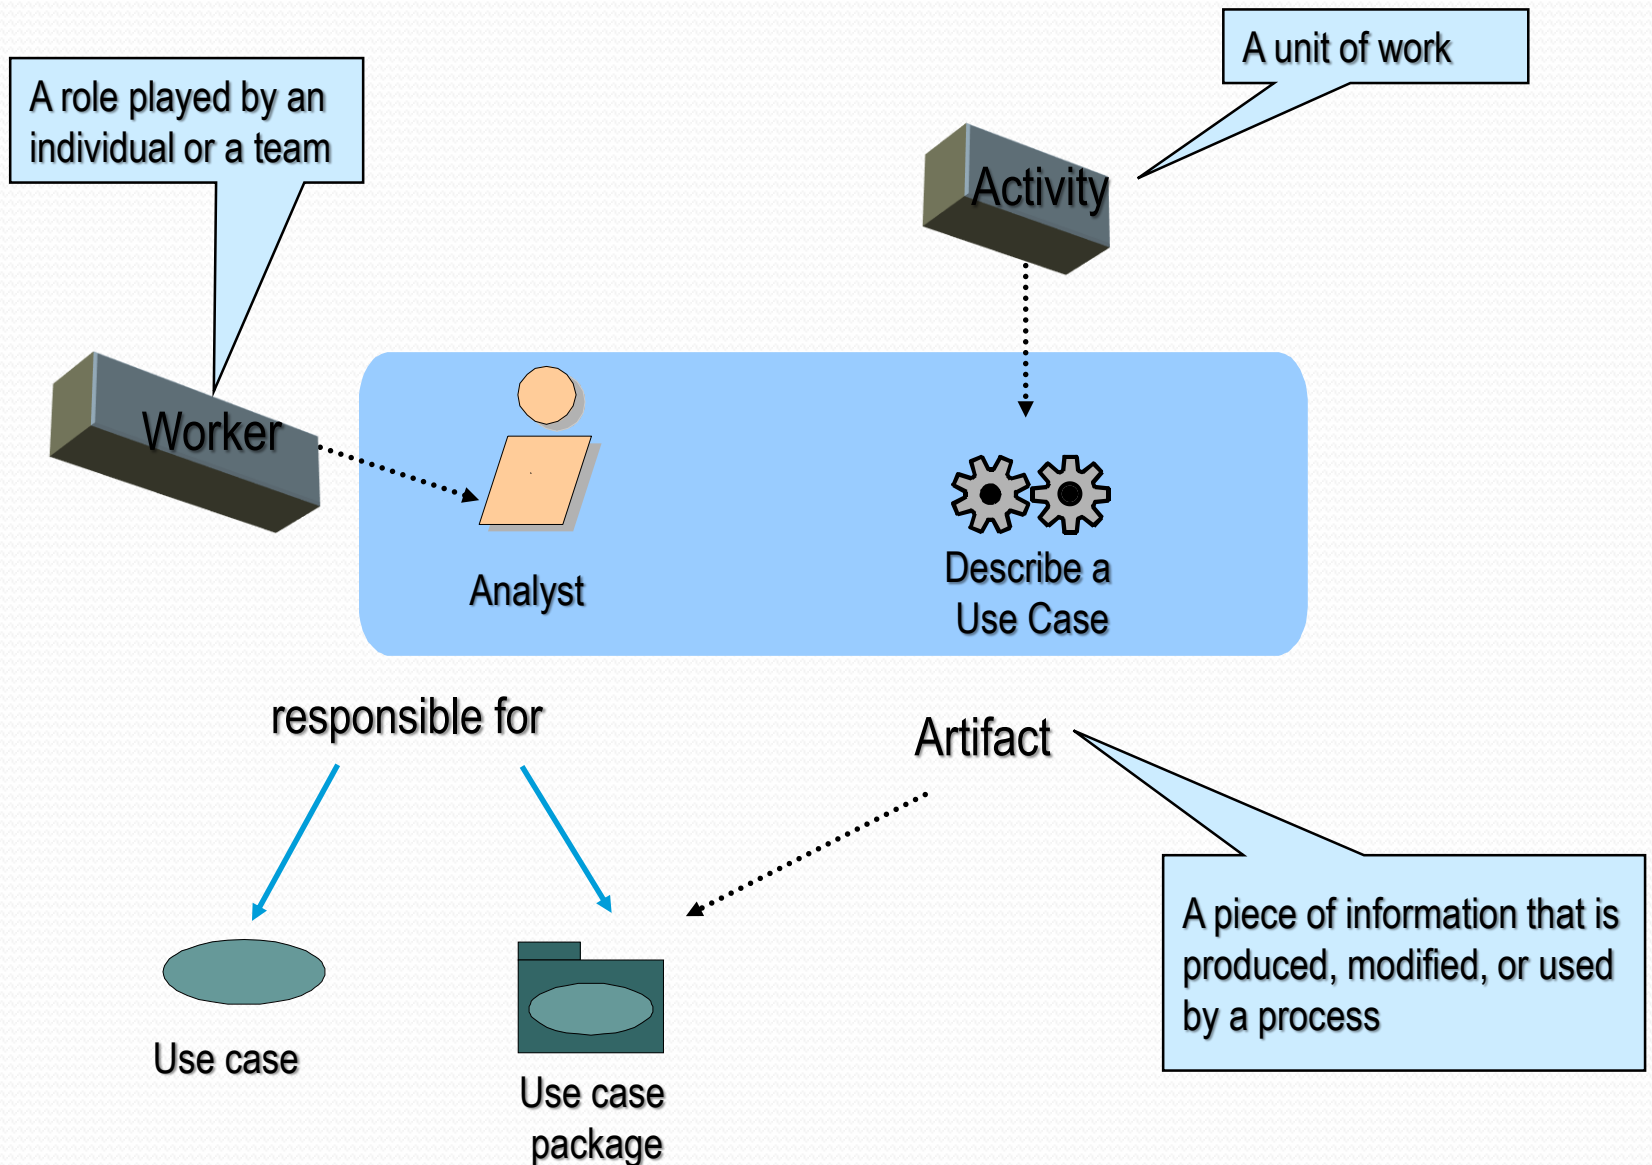 A unit of work
A role played by an
individual or a team
Activity
Worker
Analyst
Describe a
Use Case
responsible for
Artifact
A piece of information that is
produced, modified, or used
by a process
Use case
Use case
package